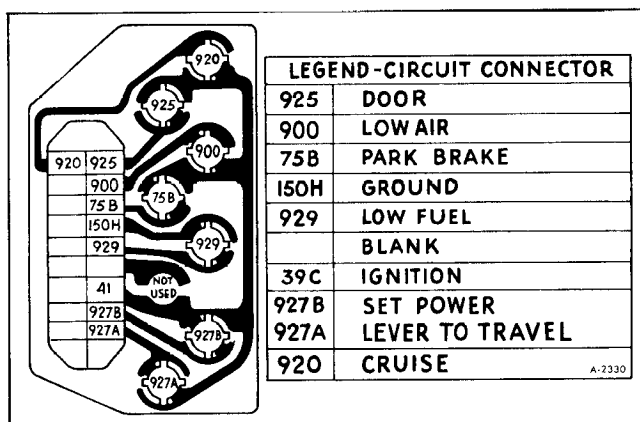 920
925
900
75B
929
NOT
USED
927B
927A
920 925
900
75B
150H
929
41
927B
927A
LEGEND-CIRCUIT CONNECTOR
925 DOOR
900 LOW AIR
75B PARK BRAKE
150H GROUND
929 LOW FUEL
BLANK
39C IGNITION
927B SET POWER
927A LEVER TO TRAVEL
920 CRUISE
A-2330